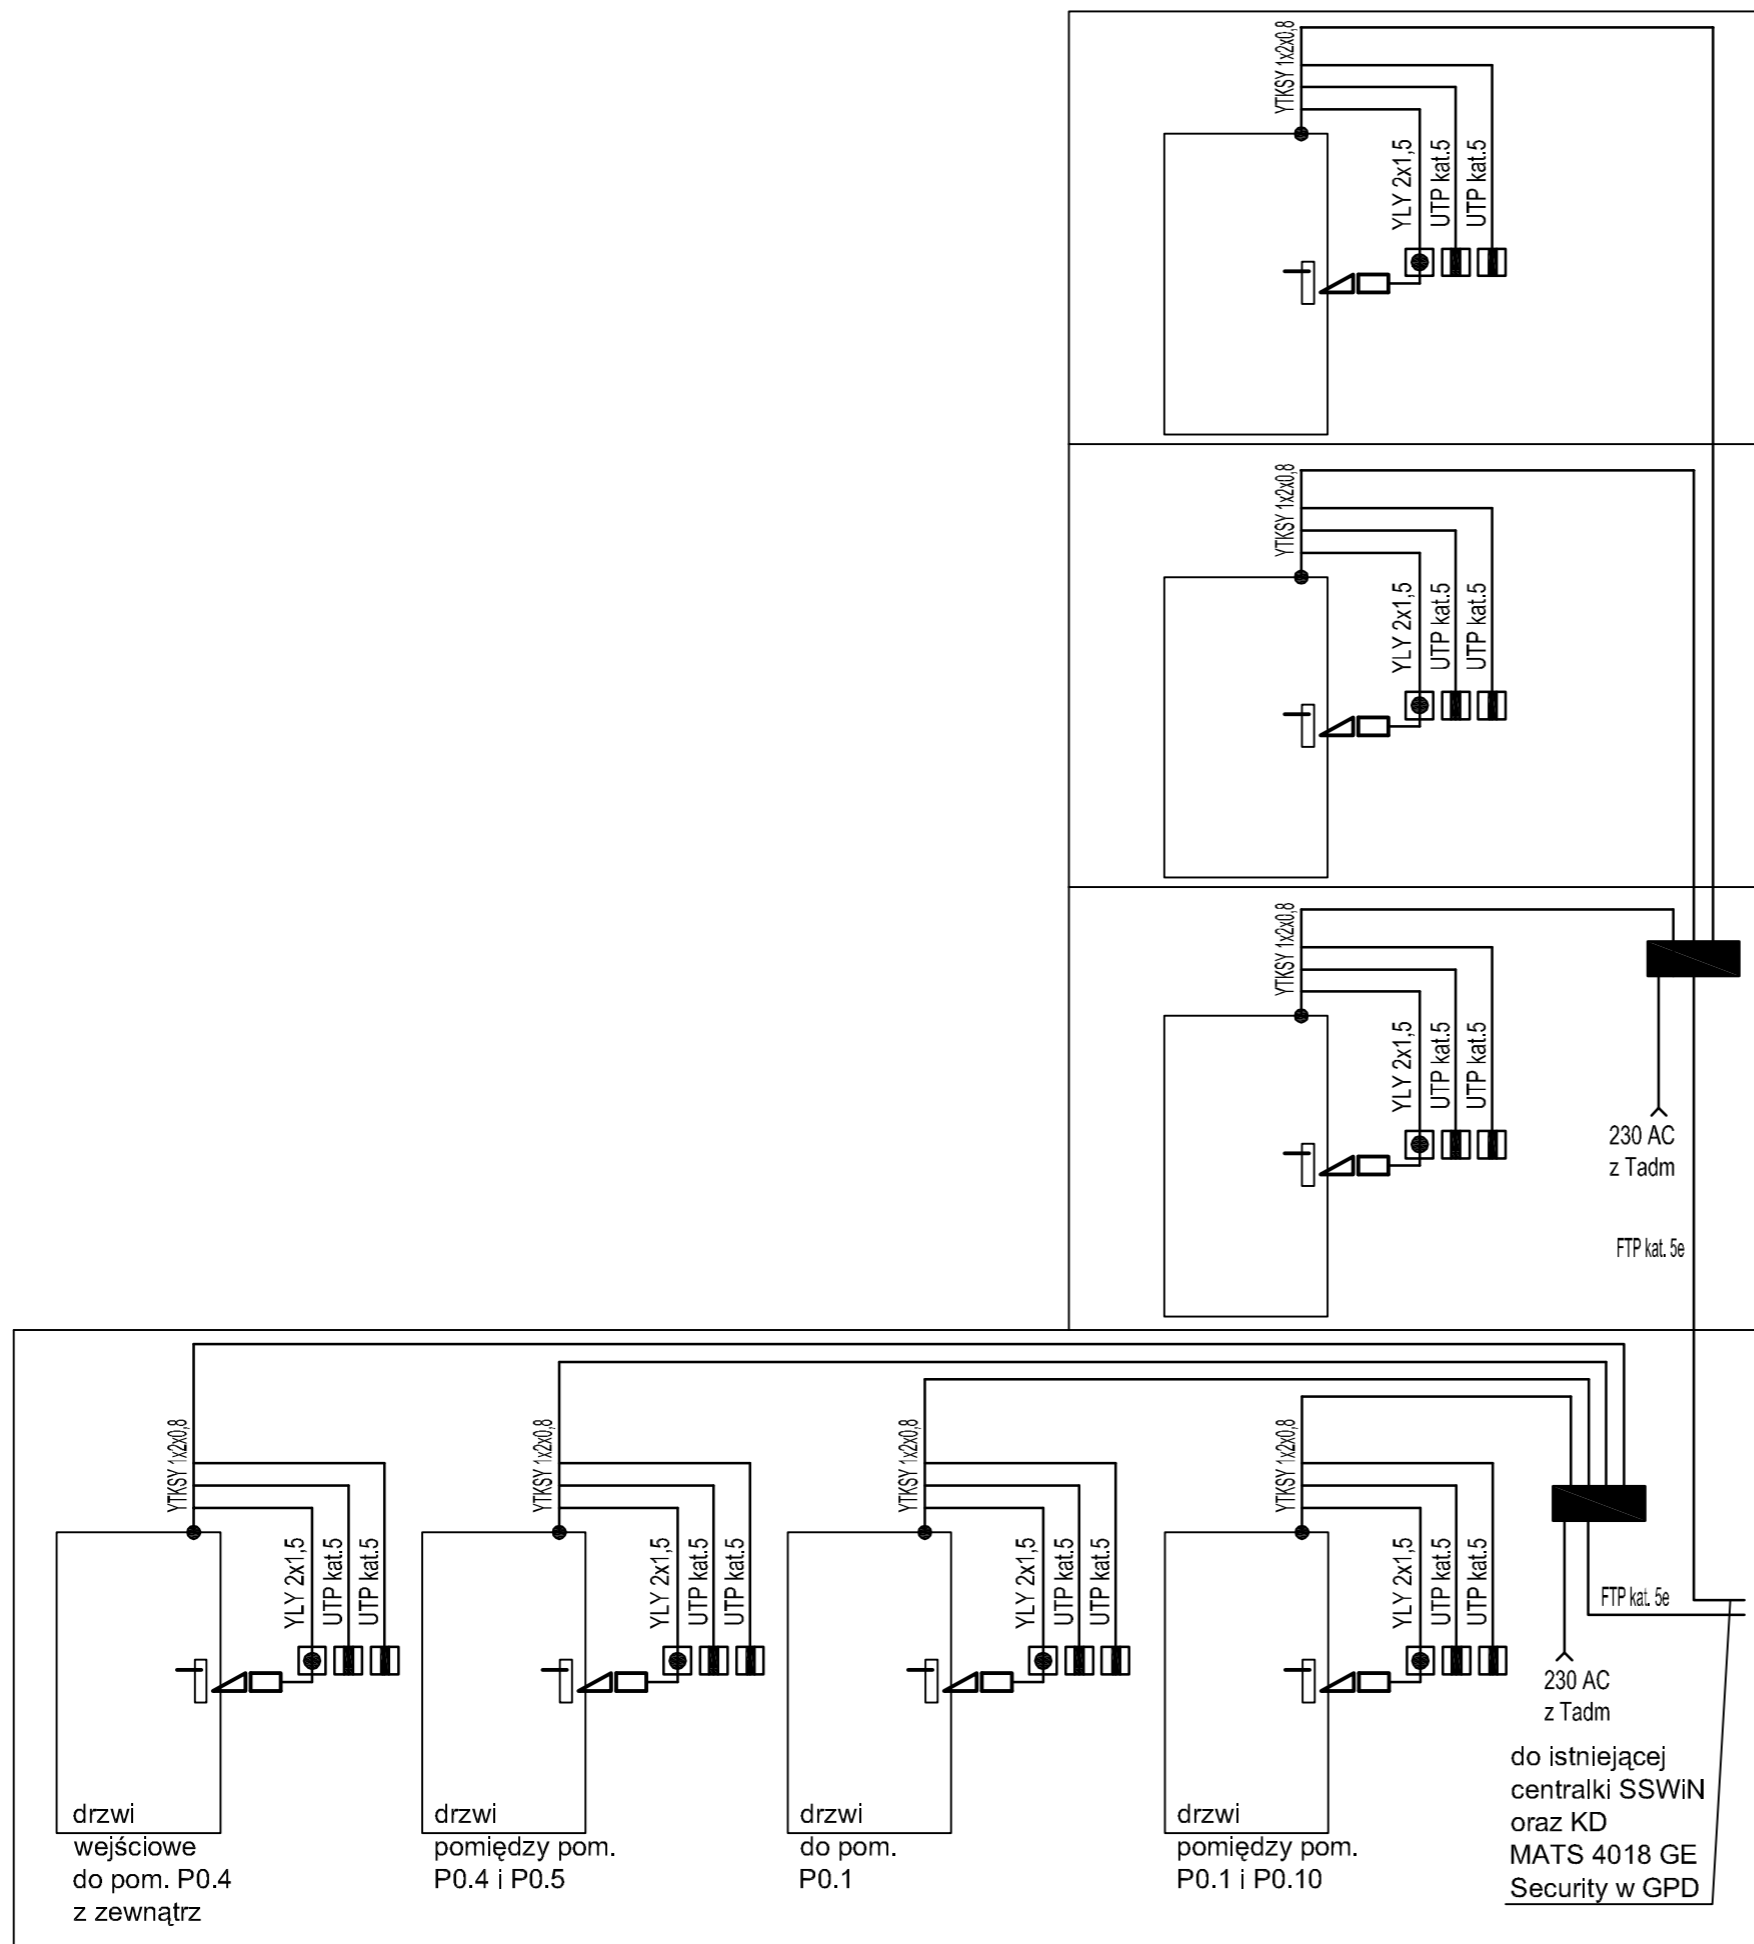 YTKSY 1x2x0,8
YLY 2x1,5
UTP kat.5
UTP kat.5
YTKSY 1x2x0,8
YLY 2x1,5
UTP kat.5
UTP kat.5
YTKSY 1x2x0,8
YLY 2x1,5
UTP kat.5
UTP kat.5
230 AC
z Tadm
FTP kat. 5e
YTKSY 1x2x0,8
YLY 2x1,5
UTP kat.5
UTP kat.5
drzwi
wejściowe
do pom. P0.4
z zewnątrz
YTKSY 1x2x0,8
YLY 2x1,5
UTP kat.5
UTP kat.5
drzwi
pomiędzy pom.
P0.4 i P0.5
YTKSY 1x2x0,8
YLY 2x1,5
UTP kat.5
UTP kat.5
drzwi
do pom.
P0.1
YTKSY 1x2x0,8
YLY 2x1,5
UTP kat.5
UTP kat.5
drzwi
pomiędzy pom.
P0.1 i P0.10
FTP kat. 5e
230 AC
z Tadm
do istniejącej
centralki SSWiN
oraz KD
MATS 4018 GE
Security w GPD